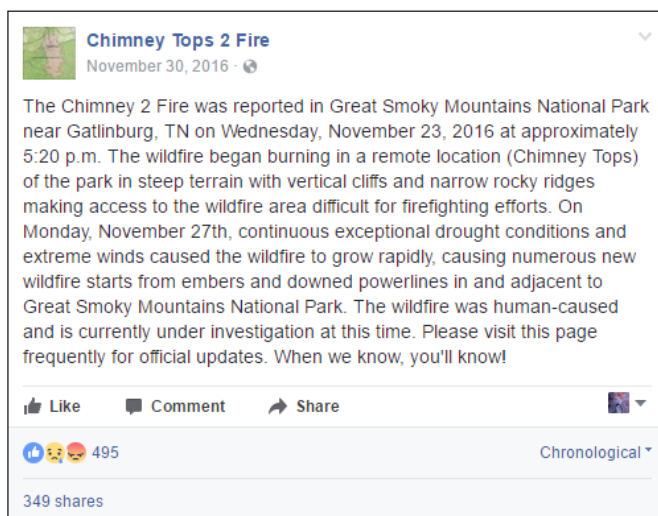 Chimney Tops 2 Fire
November 30, 2016 ·
The Chimney 2 Fire was reported in Great Smoky Mountains National Park
near Gatlinburg, TN on Wednesday, November 23, 2016 at approximately
5:20 p.m. The wildfire began burning in a remote location (Chimney Tops)
of the park in steep terrain with vertical cliffs and narrow rocky ridges
making access to the wildfire area difficult for firefighting efforts. On
Monday, November 27th, continuous exceptional drought conditions and
extreme winds caused the wildfire to grow rapidly, causing numerous new
wildfire starts from embers and downed powerlines in and adjacent to
Great Smoky Mountains National Park. The wildfire was human-caused
and is currently under investigation at this time. Please visit this page
frequently for official updates. When we know, you'll know!
Like Comment Share
495 Chronological
349 shares